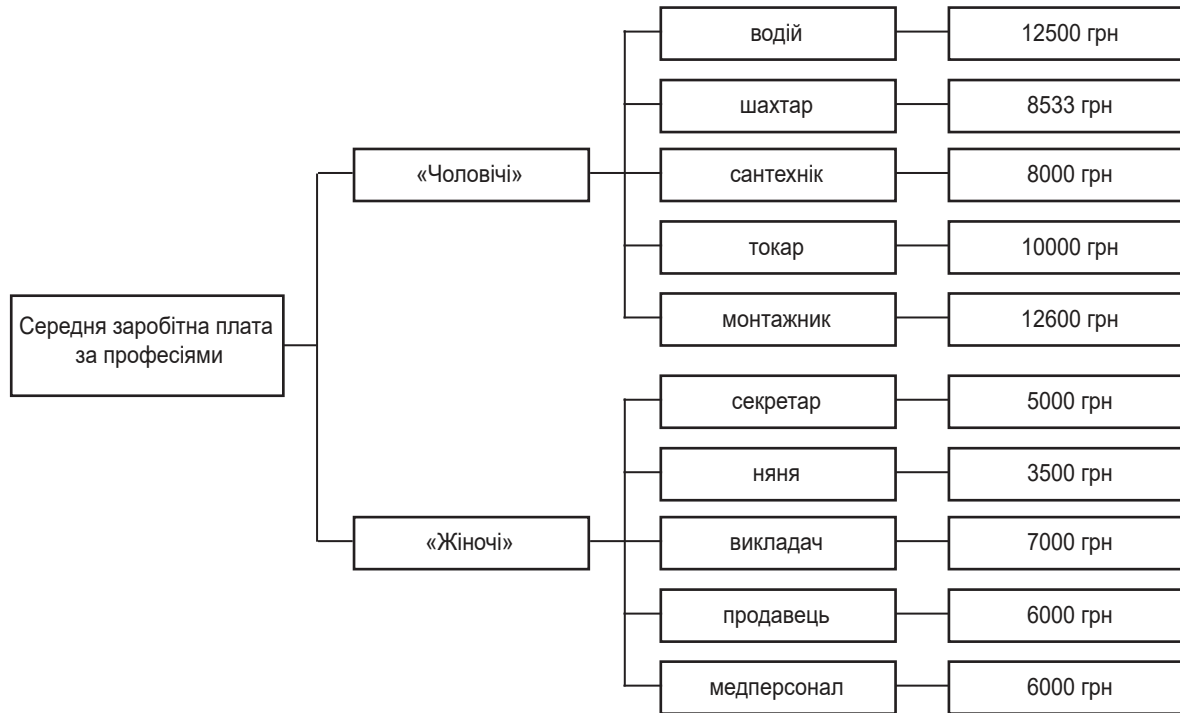 Середня заробітна плата
за професіями
«Чоловічі»
водій
12500 грн
шахтар
8533 грн
сантехнік
8000 грн
токар
10000 грн
монтажник
12600 грн
«Жіночі»
секретар
5000 грн
няня
3500 грн
викладач
7000 грн
продавець
6000 грн
медперсонал
6000 грн